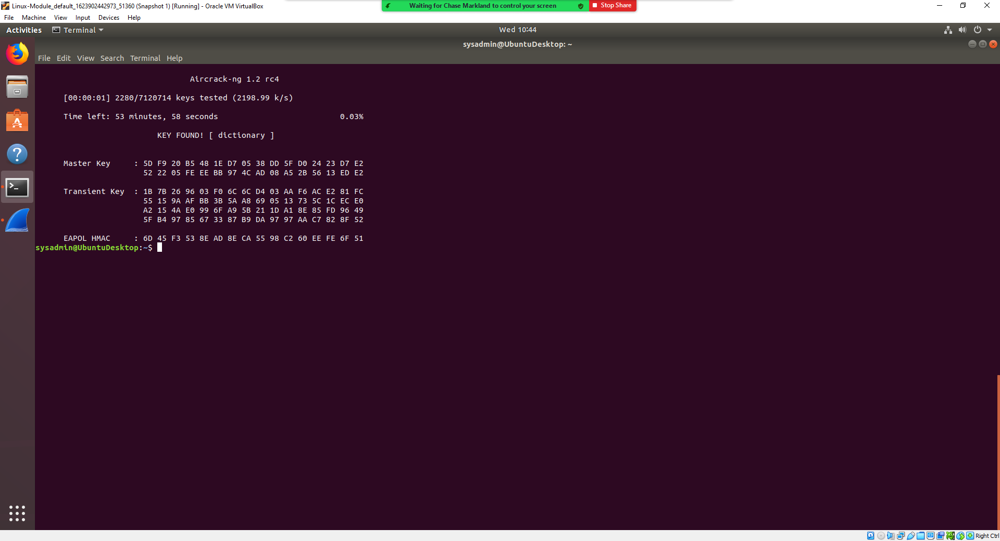 Linux-Module_default_1623902442973_51360 (Snapshot 1) [Running] - Oracle VM VirtualBox
Waiting for Chase Markland to control your screen
Stop Share
File Machine View Input Devices Help
Activities Terminal Wed 10:44
sysadmin@UbuntuDesktop: ~
File Edit View Search Terminal Help
Aircrack-ng 1.2 rc4
[00:00:01] 2280/7120714 keys tested (2198.99 k/s)
Time left: 53 minutes, 58 seconds 0.03%
KEY FOUND! [ dictionary ]
Master Key : 5D F9 20 B5 48 1E D7 05 38 DD 5F D0 24 23 D7 E2
52 22 05 FE EE BB 97 4C AD 08 A5 2B 56 13 ED E2
Transient Key : 1B 7B 26 96 03 F0 6C 6C D4 03 AA F6 AC E2 81 FC
55 15 9A AF BB 3B 5A A8 69 05 13 73 5C 1C EC E0
A2 15 4A E0 99 6F A9 5B 21 1D A1 8E 85 FD 96 49
5F B4 97 85 67 33 87 B9 DA 97 97 AA C7 82 8F 52
EAPOL HMAC : 6D 45 F3 53 8E AD 8E CA 55 98 C2 60 EE FE 6F 51
sysadmin@UbuntuDesktop:~$
Right Ctrl